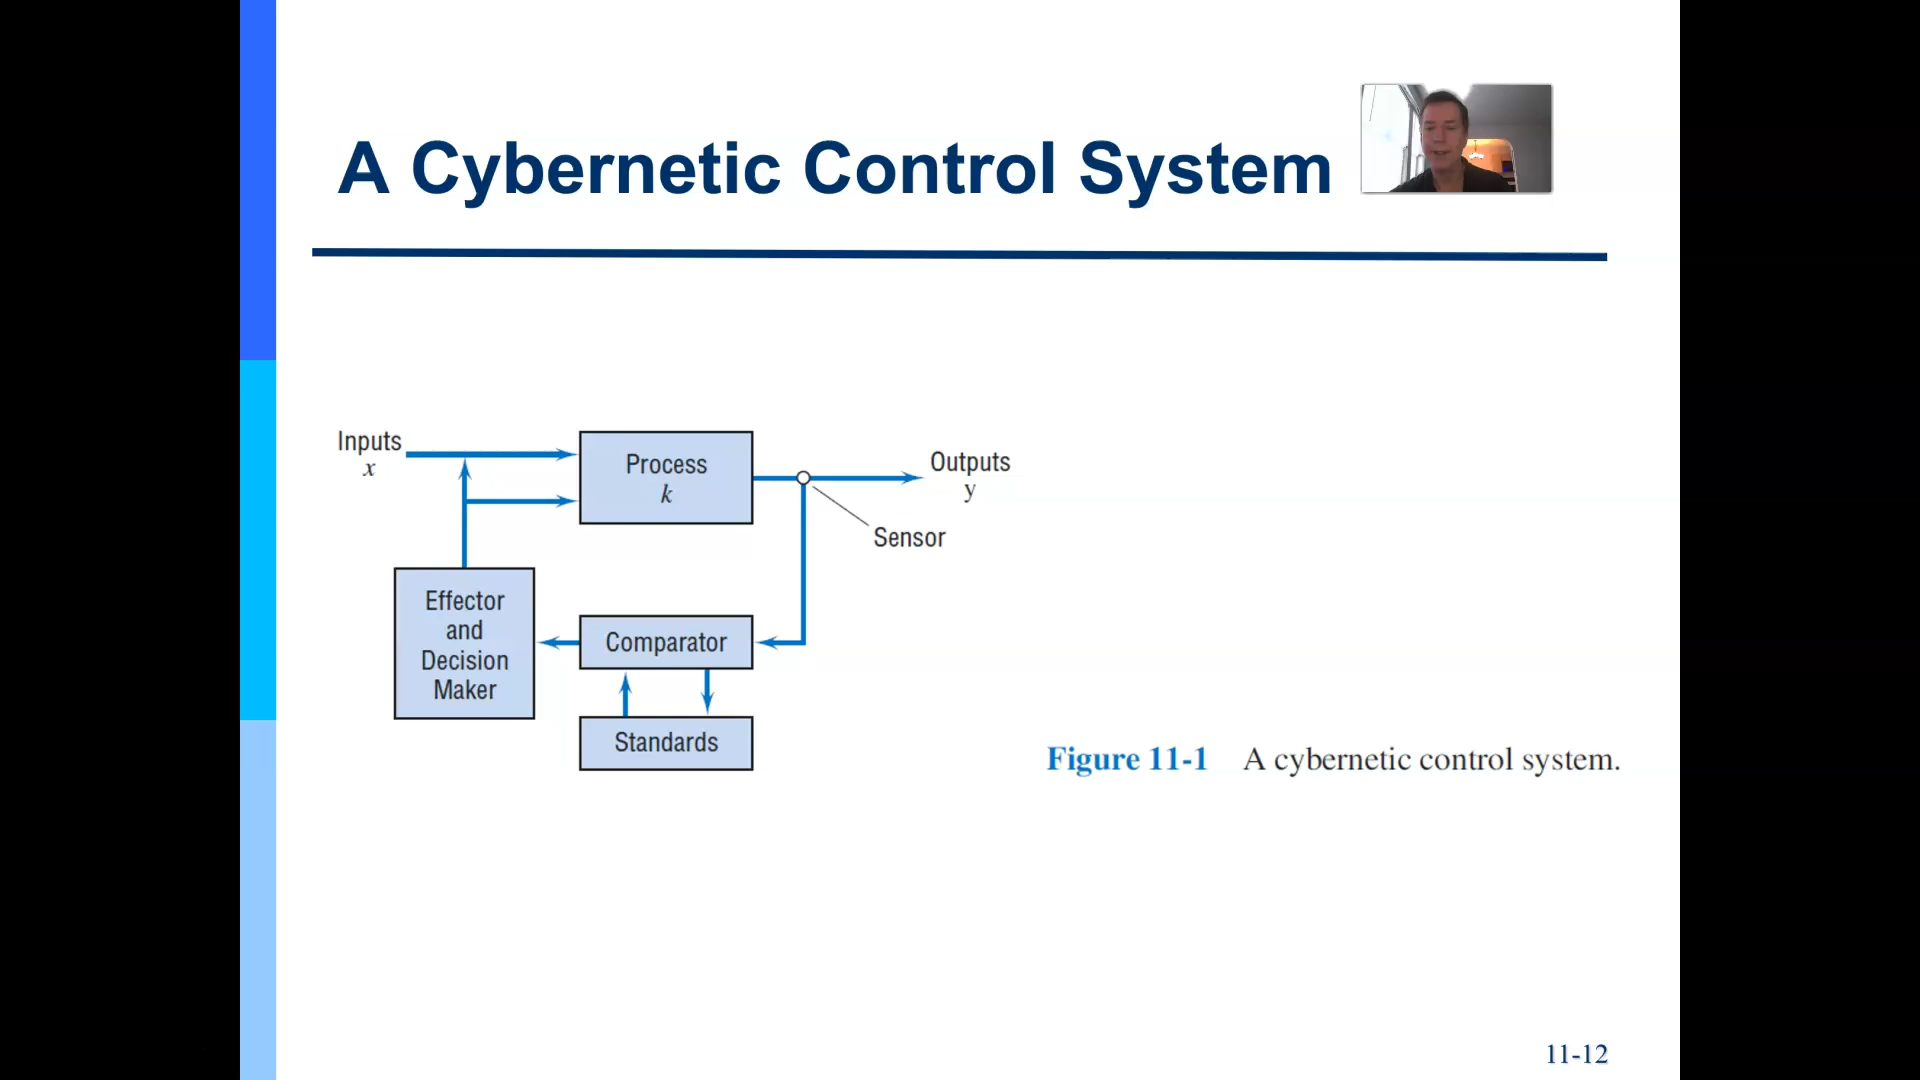 A Cybernetic Control System
Inputs
x
Process
k
Outputs
y
Sensor
Effector
and
Decision
Maker
Comparator
Standards
Figure 11-1 A cybernetic control system.
11-12